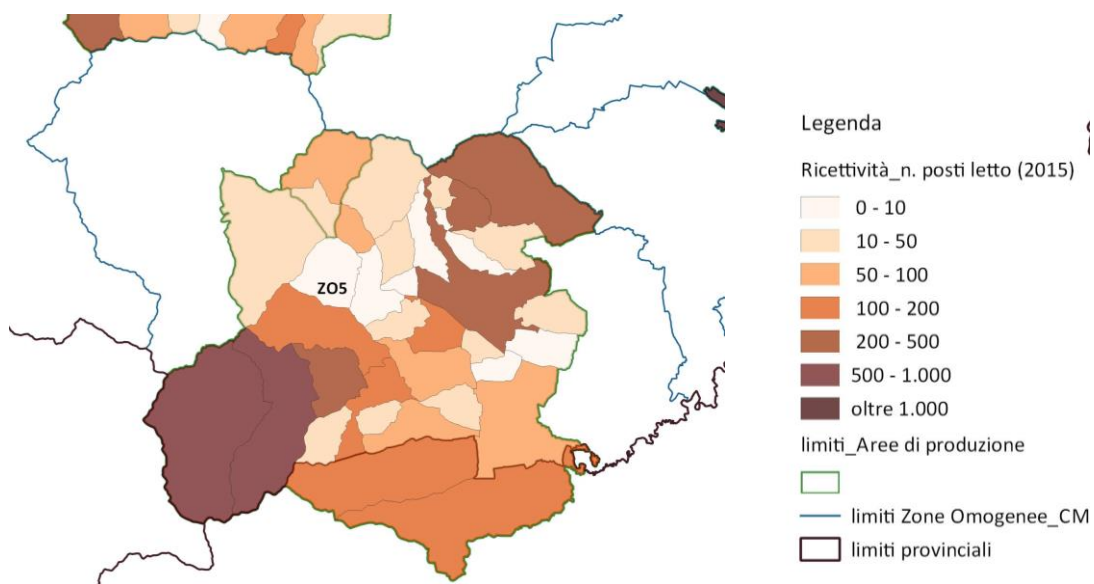 ZO5
Legenda
Ricettività_n. posti letto (2015)
0 - 10
10 - 50
50 - 100
100 - 200
200 - 500
500 - 1.000
oltre 1.000
limiti_Aree di produzione
limiti Zone Omogenee_CM
limiti provinciali